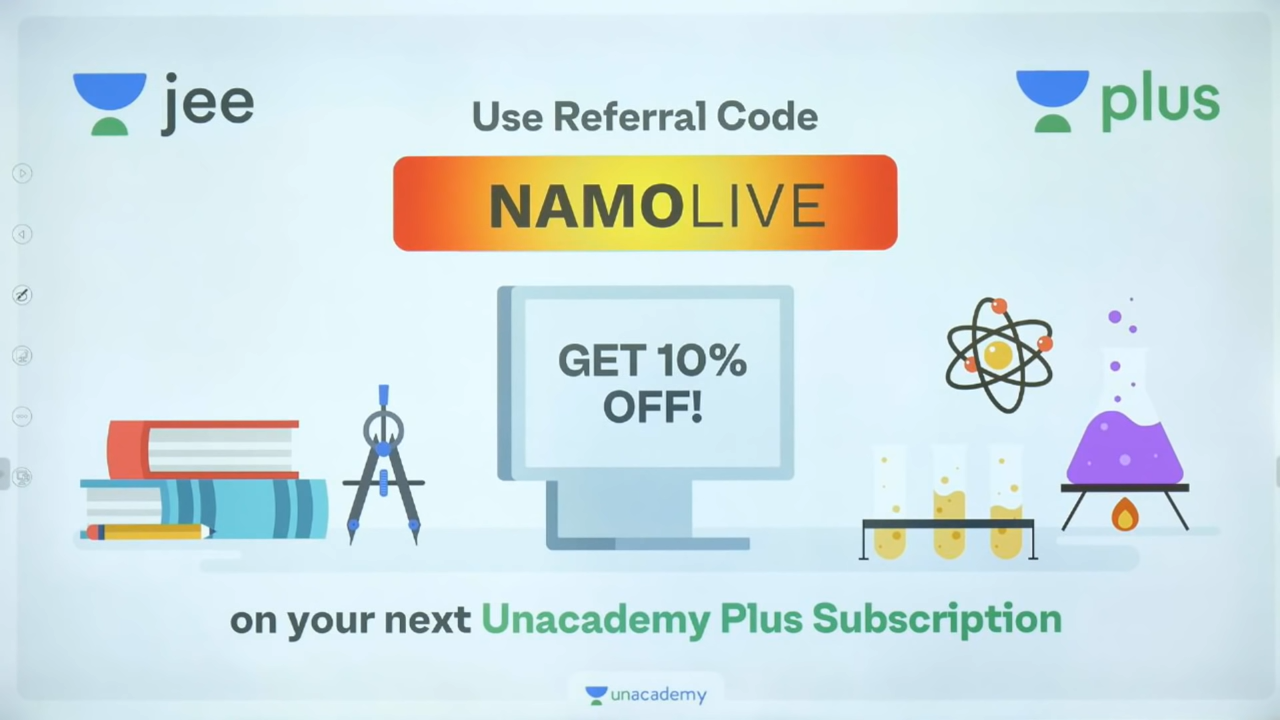 jee
plus
Use Referral Code
NAMOLIVE
GET 10%
OFF!
on your next Unacademy Plus Subscription
unacademy